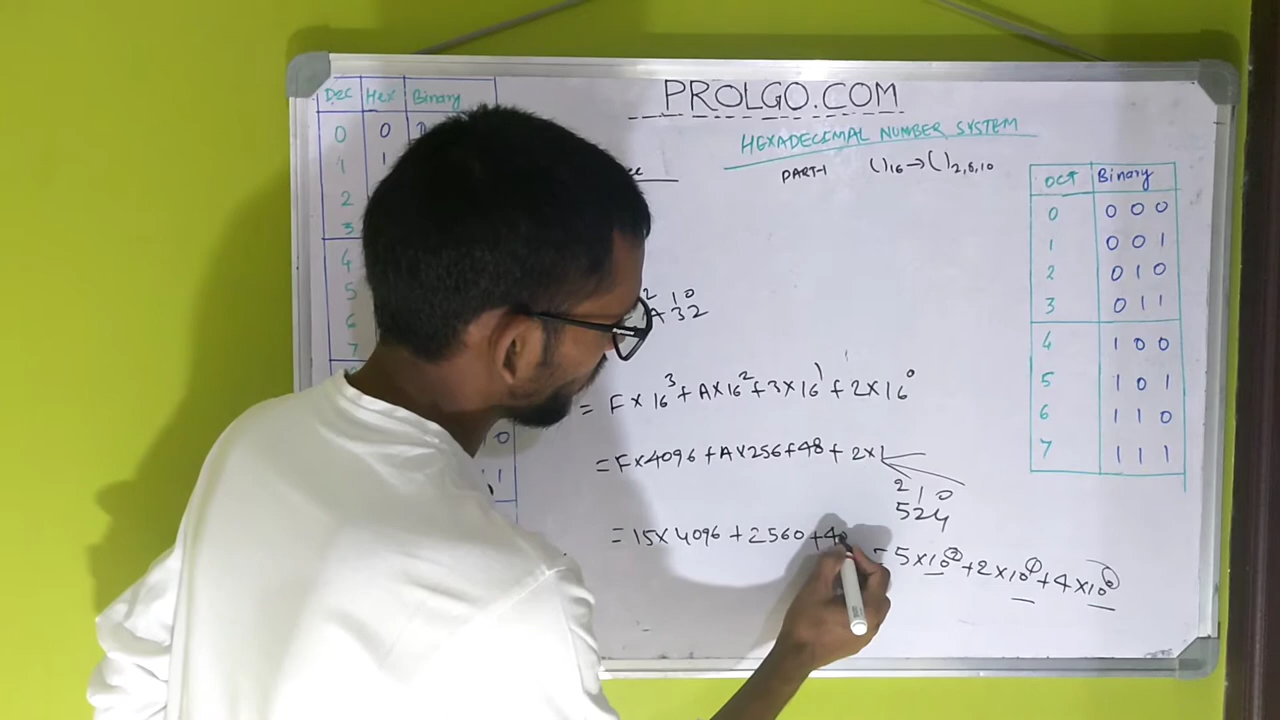 PROLGO.COM
HEXADECIMAL NUMBER SYSTEM
PART-1 ( )16→( )2,8,10
Dec Hex Binary
0 0
1 1
2
3
4
5
6
7
2 1 0
A 3 2
= F×16³+A×16²+3×16¹+2×16⁰
=F×4096+A×256+48+2×1
=15×4096+2560+4
2 1 0
524
=5×10²+2×10¹+4×10⁰
OCT Binary
0 0 0 0
1 0 0 1
2 0 1 0
3 0 1 1
4 1 0 0
5 1 0 1
6 1 1 0
7 1 1 1